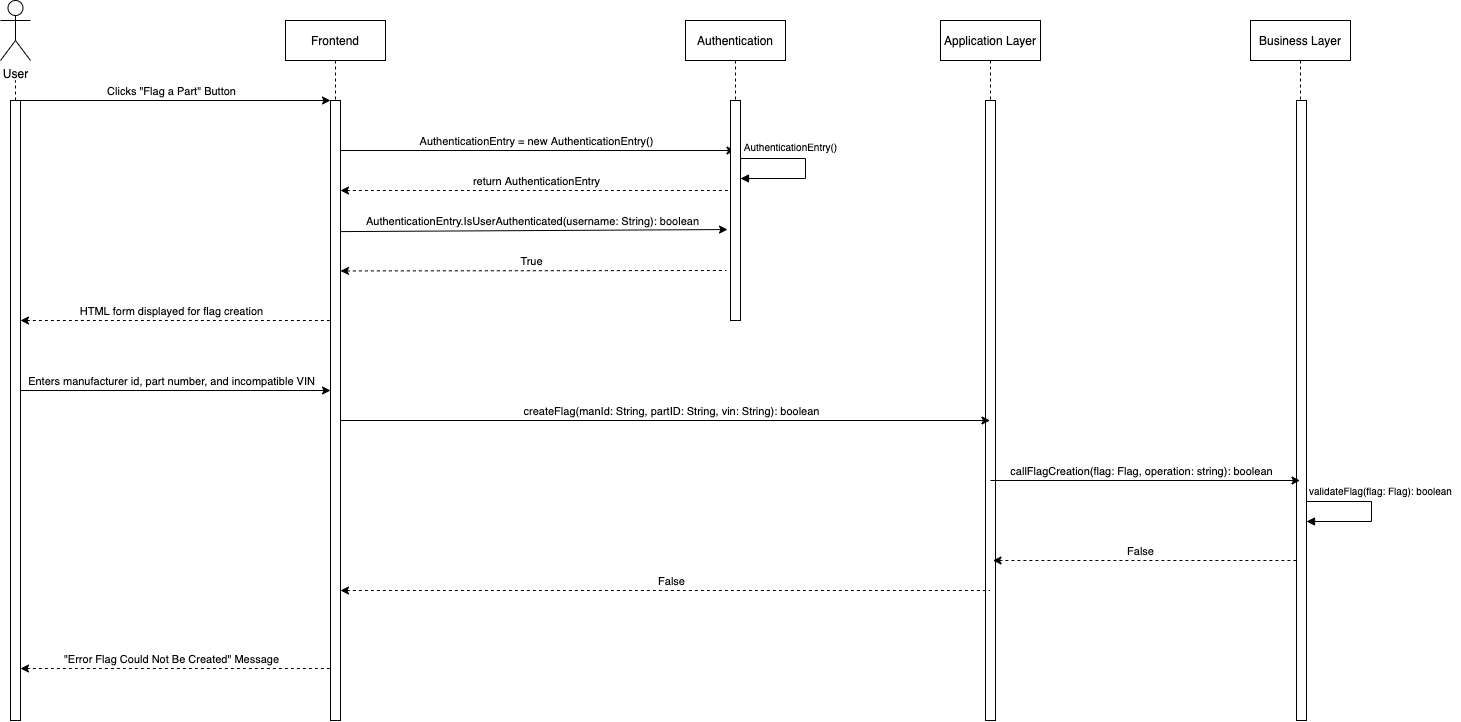 User
Frontend
Authentication
Application Layer
Business Layer
Clicks "Flag a Part" Button
AuthenticationEntry = new AuthenticationEntry()
AuthenticationEntry()
return AuthenticationEntry
AuthenticationEntry.IsUserAuthenticated(username: String): boolean
True
HTML form displayed for flag creation
Enters manufacturer id, part number, and incompatible VIN
createFlag(manId: String, partID: String, vin: String): boolean
callFlagCreation(flag: Flag, operation: string): boolean
validateFlag(flag: Flag): boolean
False
False
"Error Flag Could Not Be Created" Message